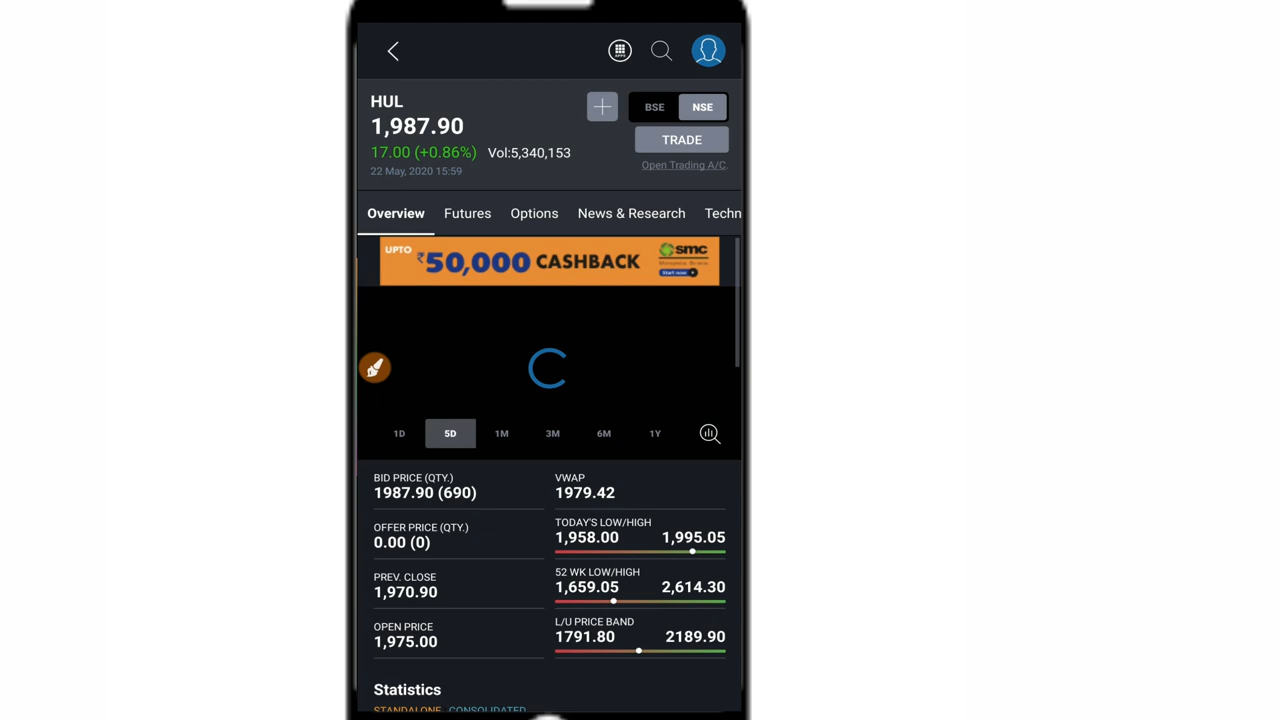 HUL
1,987.90
17.00 (+0.86%) Vol:5,340,153
22 May, 2020 15:59
BSE NSE
TRADE
Open Trading A/C.
Overview Futures Options News & Research Techn
UPTO ₹50,000 CASHBACK smc
Start now
1D 5D 1M 3M 6M 1Y
BID PRICE (QTY.)
1987.90 (690)
VWAP
1979.42
OFFER PRICE (QTY.)
0.00 (0)
TODAY'S LOW/HIGH
1,958.00 1,995.05
PREV. CLOSE
1,970.90
52 WK LOW/HIGH
1,659.05 2,614.30
OPEN PRICE
1,975.00
L/U PRICE BAND
1791.80 2189.90
Statistics
STANDALONE CONSOLIDATED